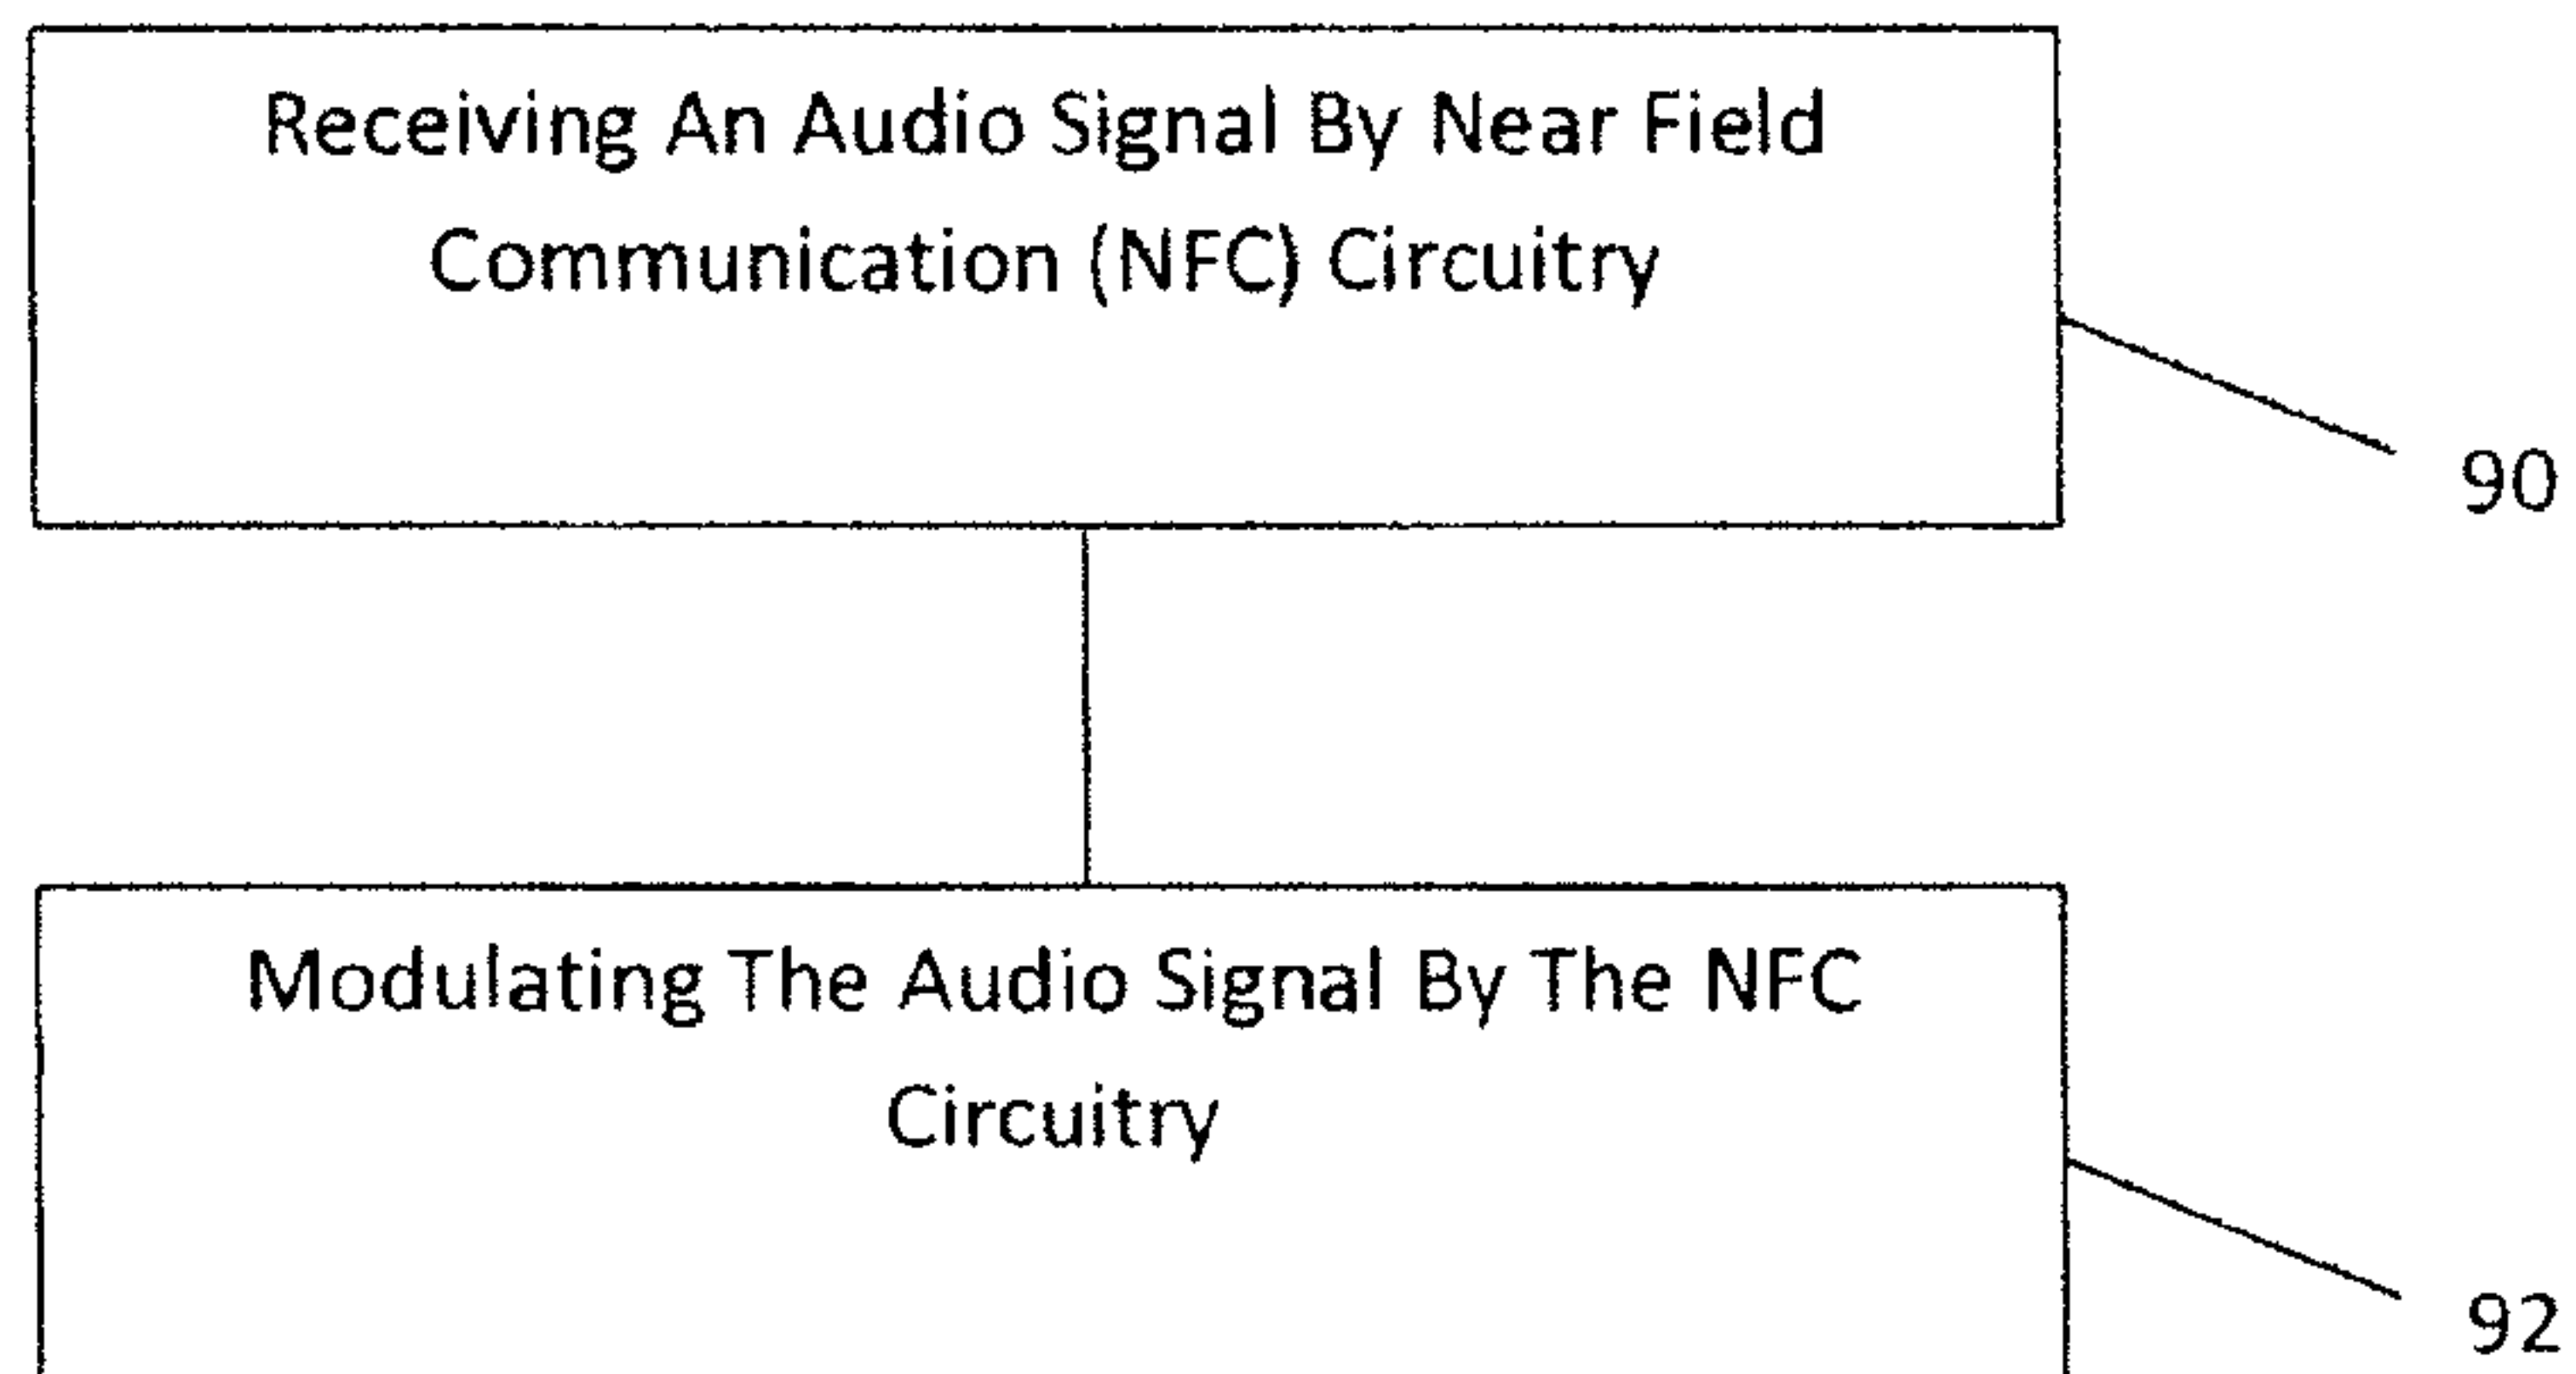 Receiving An Audio Signal By Near Field
Communication (NFC) Circuitry
90
Modulating The Audio Signal By The NFC
Circuitry
92